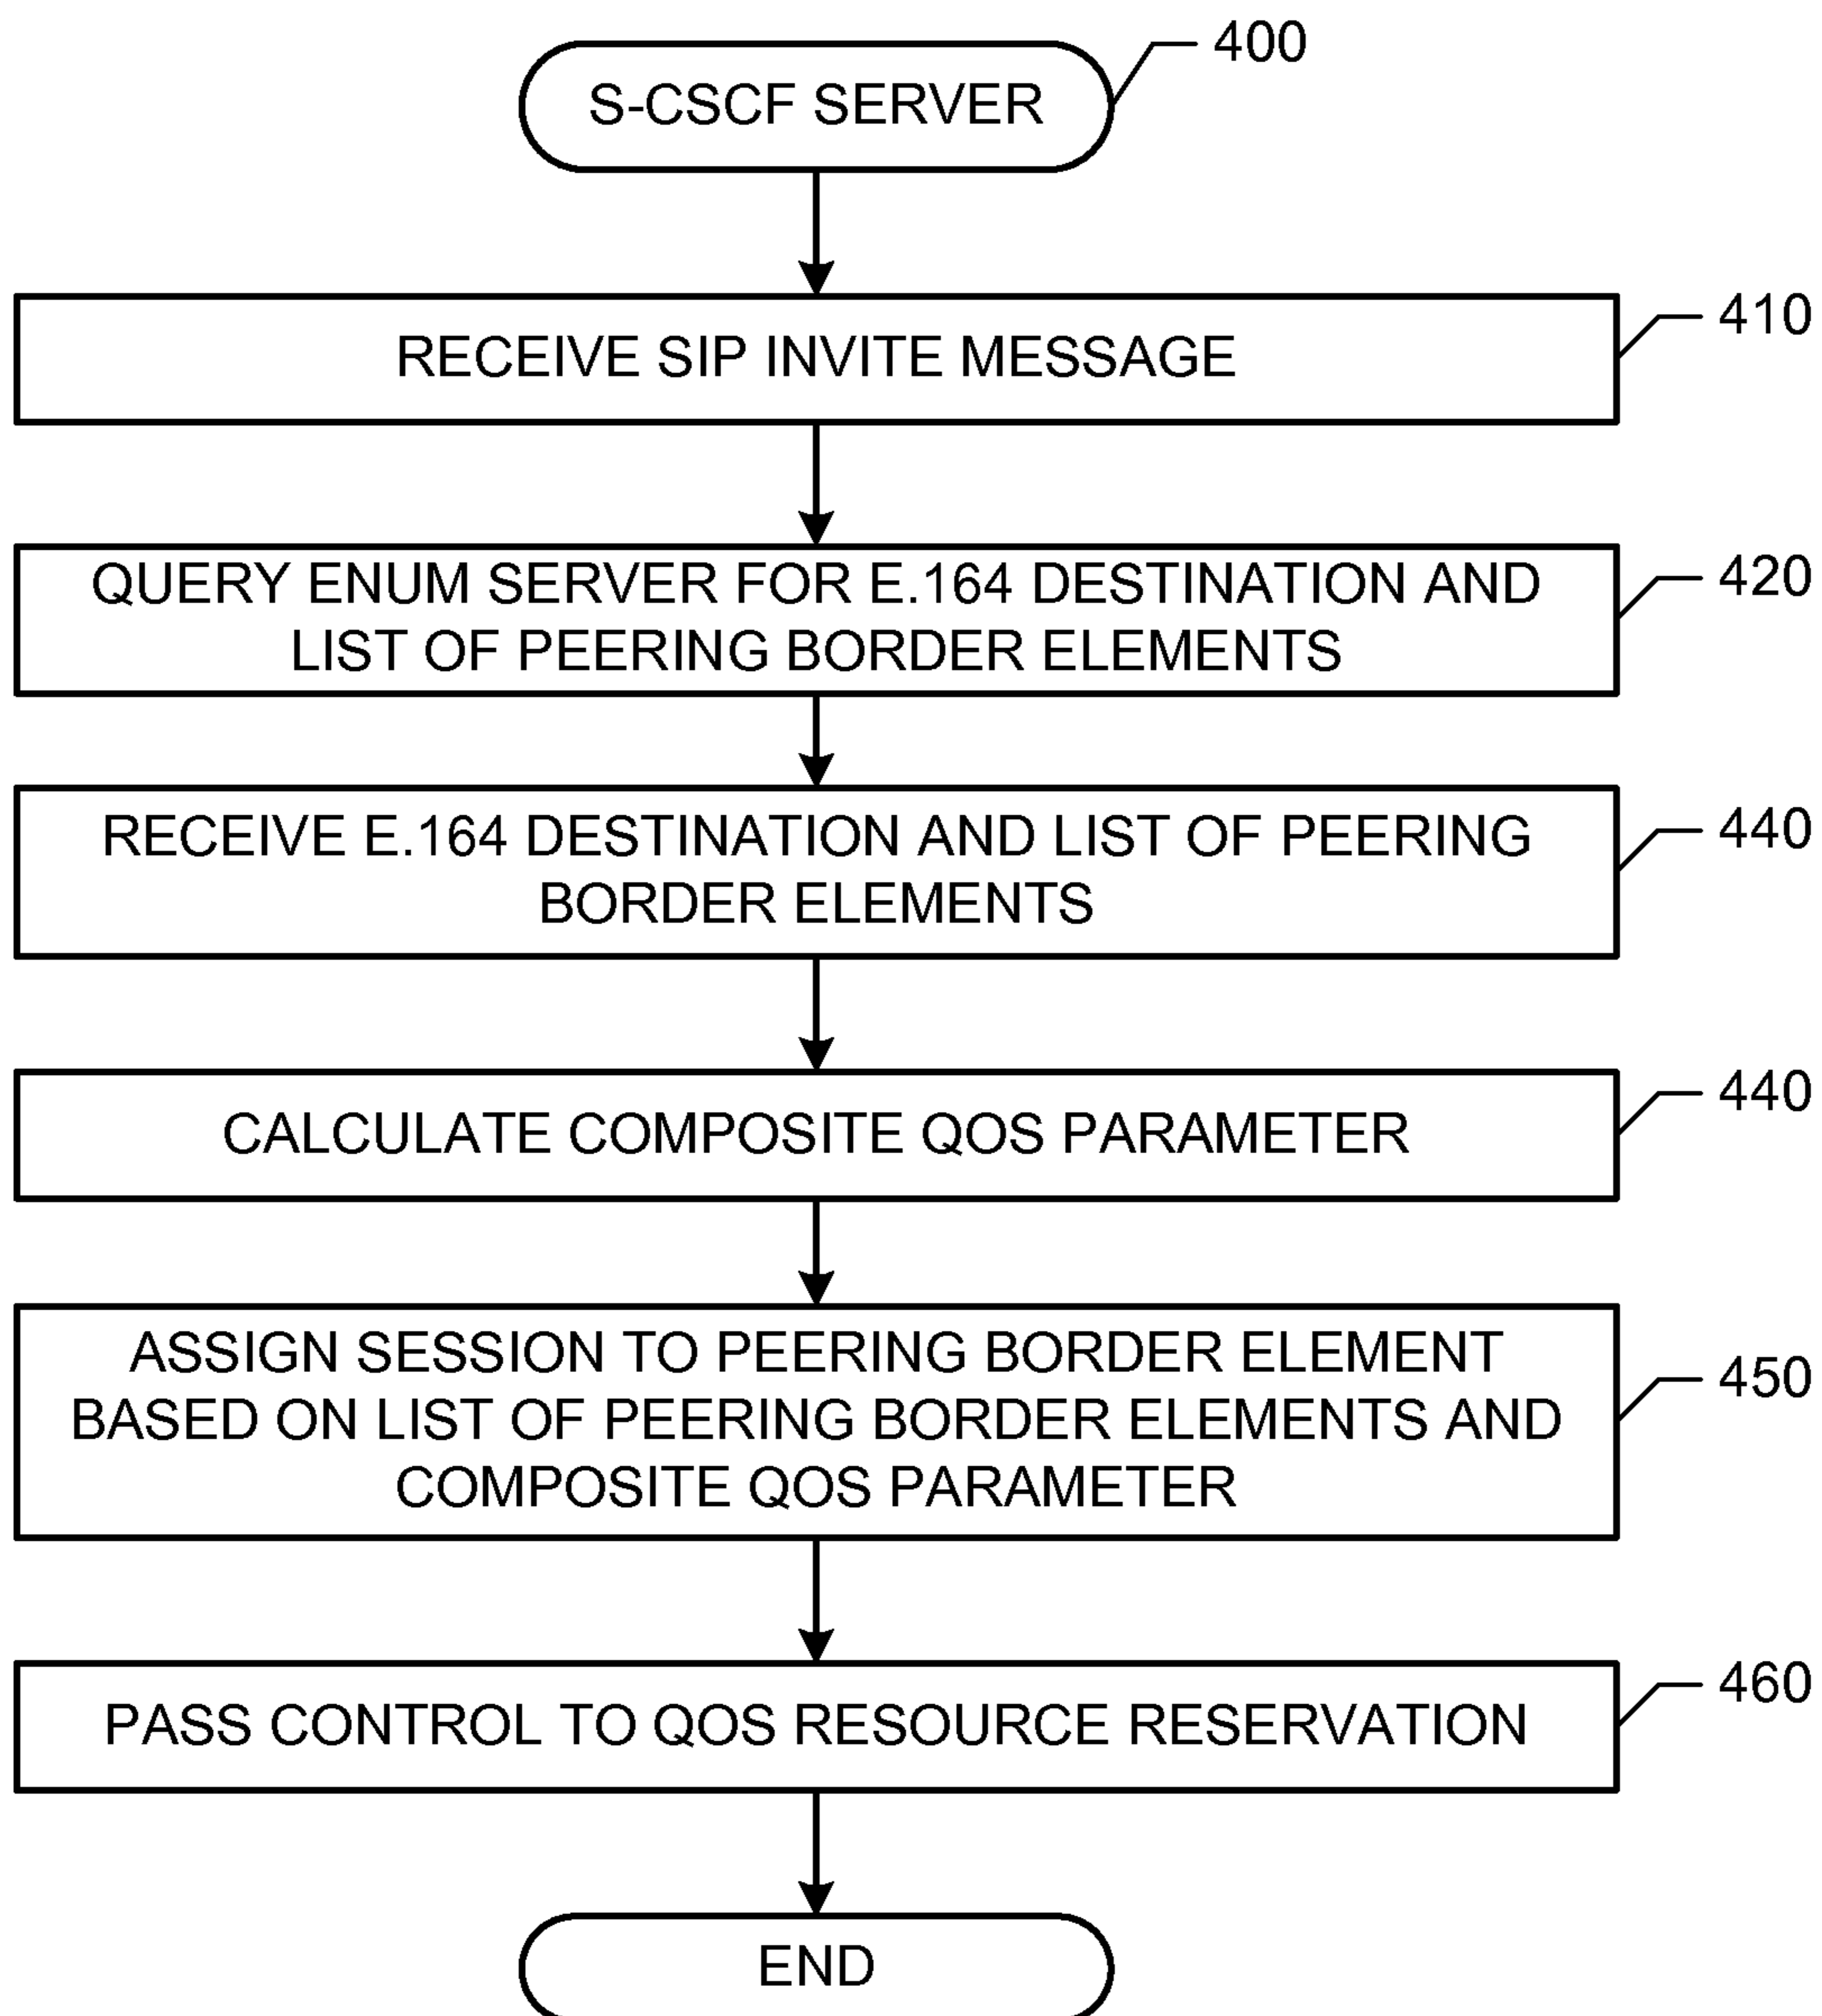 S-CSCF SERVER
400
RECEIVE SIP INVITE MESSAGE
410
QUERY ENUM SERVER FOR E.164 DESTINATION AND
LIST OF PEERING BORDER ELEMENTS
420
RECEIVE E.164 DESTINATION AND LIST OF PEERING
BORDER ELEMENTS
440
CALCULATE COMPOSITE QOS PARAMETER
440
ASSIGN SESSION TO PEERING BORDER ELEMENT
BASED ON LIST OF PEERING BORDER ELEMENTS AND
COMPOSITE QOS PARAMETER
450
PASS CONTROL TO QOS RESOURCE RESERVATION
460
END